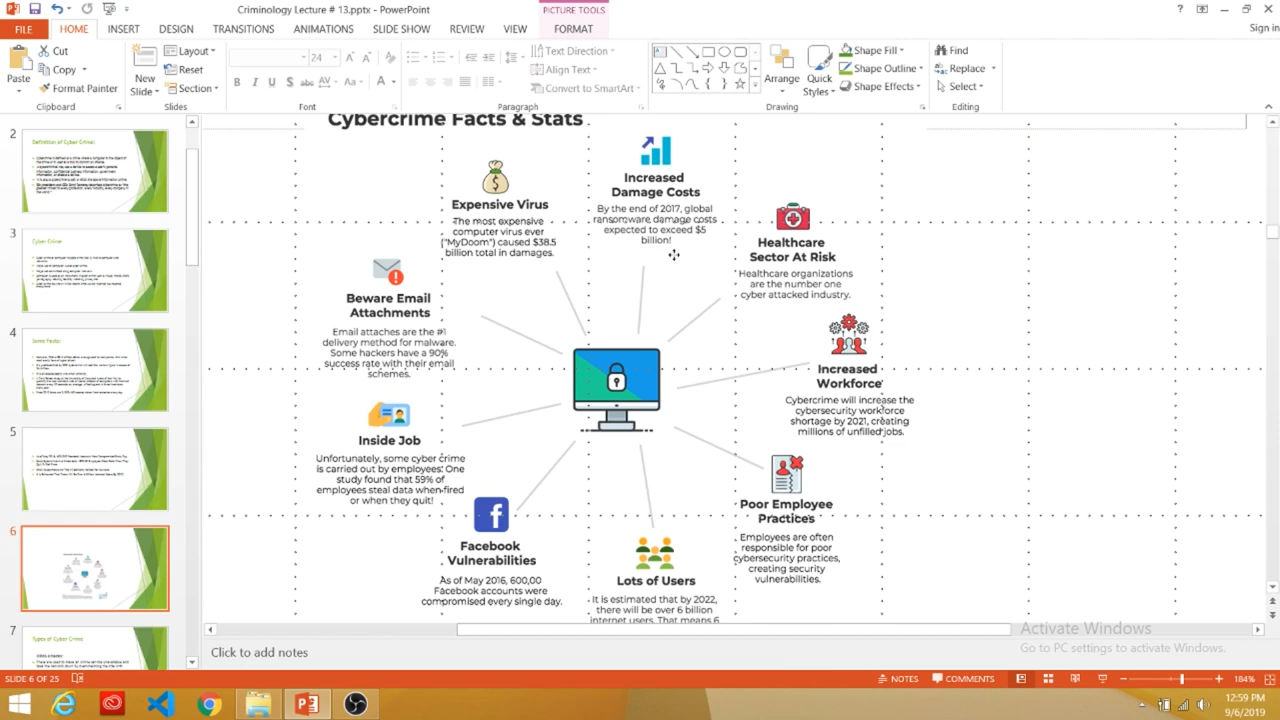 Criminology Lecture # 13.pptx - PowerPoint
PICTURE TOOLS
Sign in
FILE HOME INSERT DESIGN TRANSITIONS ANIMATIONS SLIDE SHOW REVIEW VIEW FORMAT
Paste
Cut
Copy
Format Painter
Clipboard
New Slide
Layout
Reset
Section
Slides
24
Font
Text Direction
Align Text
Convert to SmartArt
Paragraph
Arrange
Quick Styles
Shape Fill
Shape Outline
Shape Effects
Drawing
Find
Replace
Select
Editing
2
Definition of Cyber Crime:
3
Cyber Crime
4
Some Facts:
5
6
7
Types of Cyber Crime
Cybercrime Facts & Stats
Increased
Damage Costs
By the end of 2017, global
ransomware damage costs
expected to exceed $5
billion!
Expensive Virus
The most expensive
computer virus ever
("MyDoom") caused $38.5
billion total in damages.
Healthcare
Sector At Risk
Healthcare organizations
are the number one
cyber attacked industry.
Beware Email
Attachments
Email attaches are the #1
delivery method for malware.
Some hackers have a 90%
success rate with their email
schemes.
Increased
Workforce
Cybercrime will increase the
cybersecurity workforce
shortage by 2021, creating
millions of unfilled jobs.
Inside Job
Unfortunately, some cyber crime
is carried out by employees. One
study found that 59% of
employees steal data when fired
or when they quit!
Poor Employee
Practices
Employees are often
responsible for poor
cybersecurity practices,
creating security
vulnerabilities.
Facebook
Vulnerabilities
As of May 2016, 600,00
Facebook accounts were
compromised every single day.
Lots of Users
It is estimated that by 2022,
there will be over 6 billion
internet users. That means 6
Activate Windows
Go to PC settings to activate Windows.
Click to add notes
SLIDE 6 OF 25
NOTES
COMMENTS
184%
12:59 PM
9/6/2019